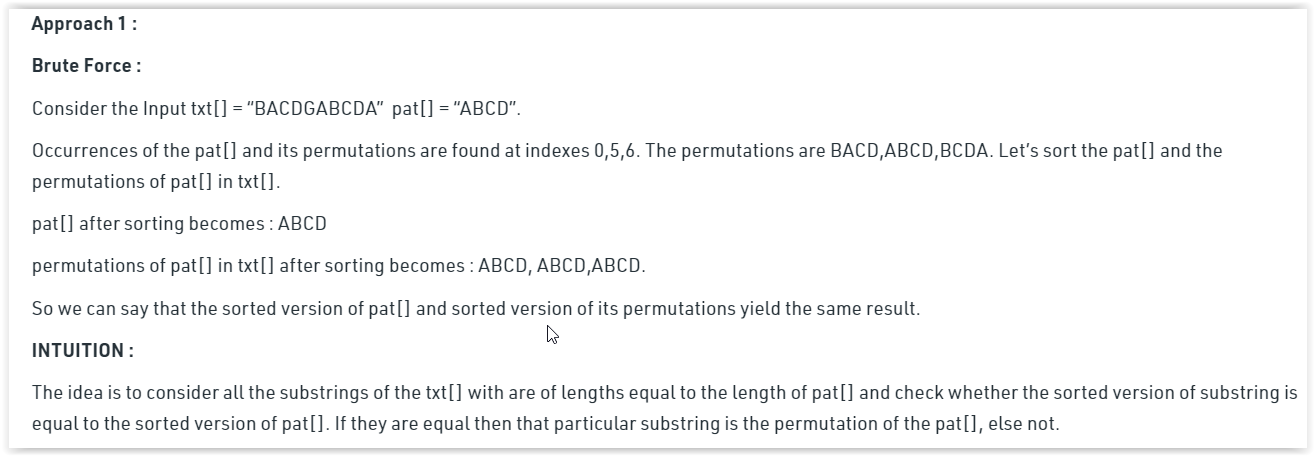 Approach 1 :
Brute Force :
Consider the Input txt[] = “BACDGABCDA”  pat[] = “ABCD”.
Occurrences of the pat[] and its permutations are found at indexes 0,5,6. The permutations are BACD,ABCD,BCDA. Let’s sort the pat[] and the
permutations of pat[] in txt[].
pat[] after sorting becomes : ABCD
permutations of pat[] in txt[] after sorting becomes : ABCD, ABCD,ABCD.
So we can say that the sorted version of pat[] and sorted version of its permutations yield the same result.
INTUITION :
The idea is to consider all the substrings of the txt[] with are of lengths equal to the length of pat[] and check whether the sorted version of substring is
equal to the sorted version of pat[]. If they are equal then that particular substring is the permutation of the pat[], else not.